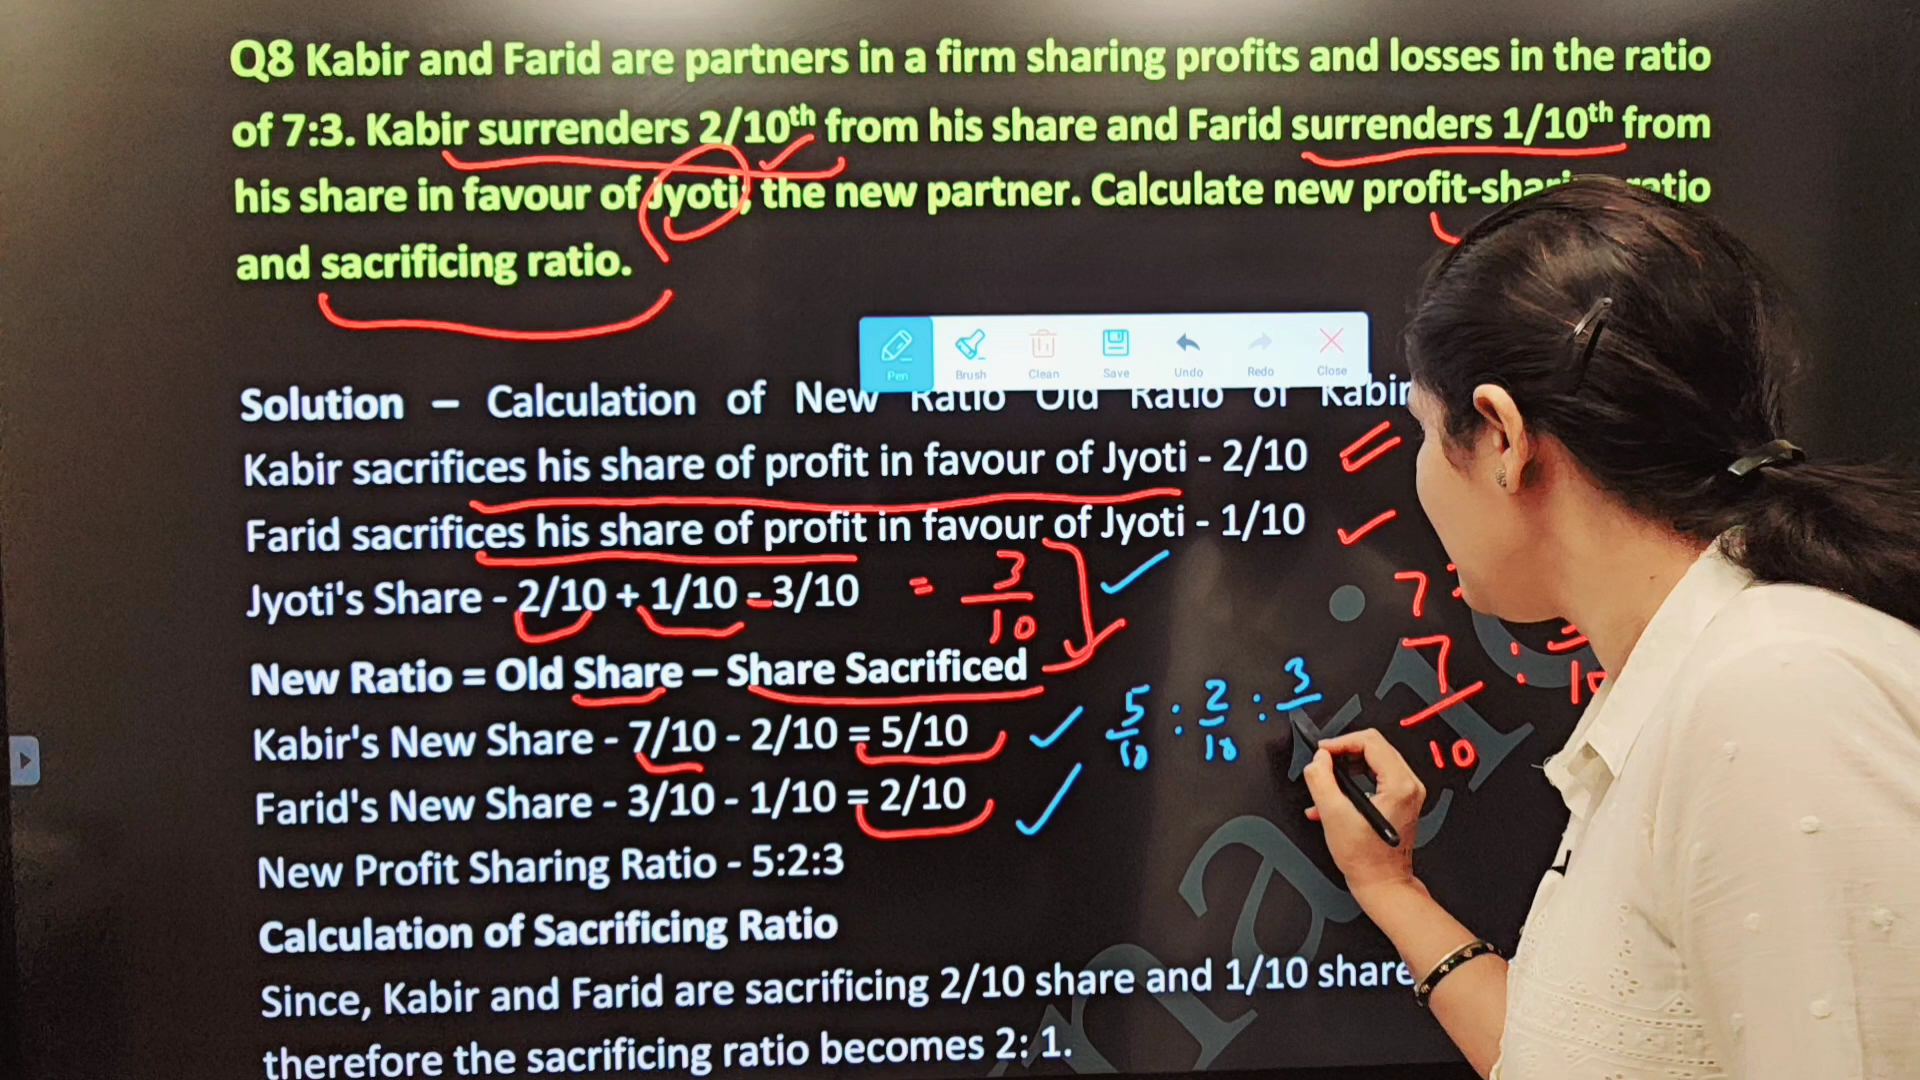 Q8 Kabir and Farid are partners in a firm sharing profits and losses in the ratio
of 7:3. Kabir surrenders 2/10th from his share and Farid surrenders 1/10th from
his share in favour of Jyoti, the new partner. Calculate new profit-sharing ratio
and sacrificing ratio.
Pen Brush Clean Save Undo Redo Close
Solution – Calculation of New Ratio Old Ratio of Kabir
Kabir sacrifices his share of profit in favour of Jyoti - 2/10
Farid sacrifices his share of profit in favour of Jyoti - 1/10
Jyoti's Share - 2/10 + 1/10 - 3/10 = 3/10
7
New Ratio = Old Share – Share Sacrificed
7/10 :
Kabir's New Share - 7/10 - 2/10 = 5/10
5/10 : 2/10 : 3
Farid's New Share - 3/10 - 1/10 = 2/10
New Profit Sharing Ratio - 5:2:3
Calculation of Sacrificing Ratio
Since, Kabir and Farid are sacrificing 2/10 share and 1/10 share
therefore the sacrificing ratio becomes 2: 1.